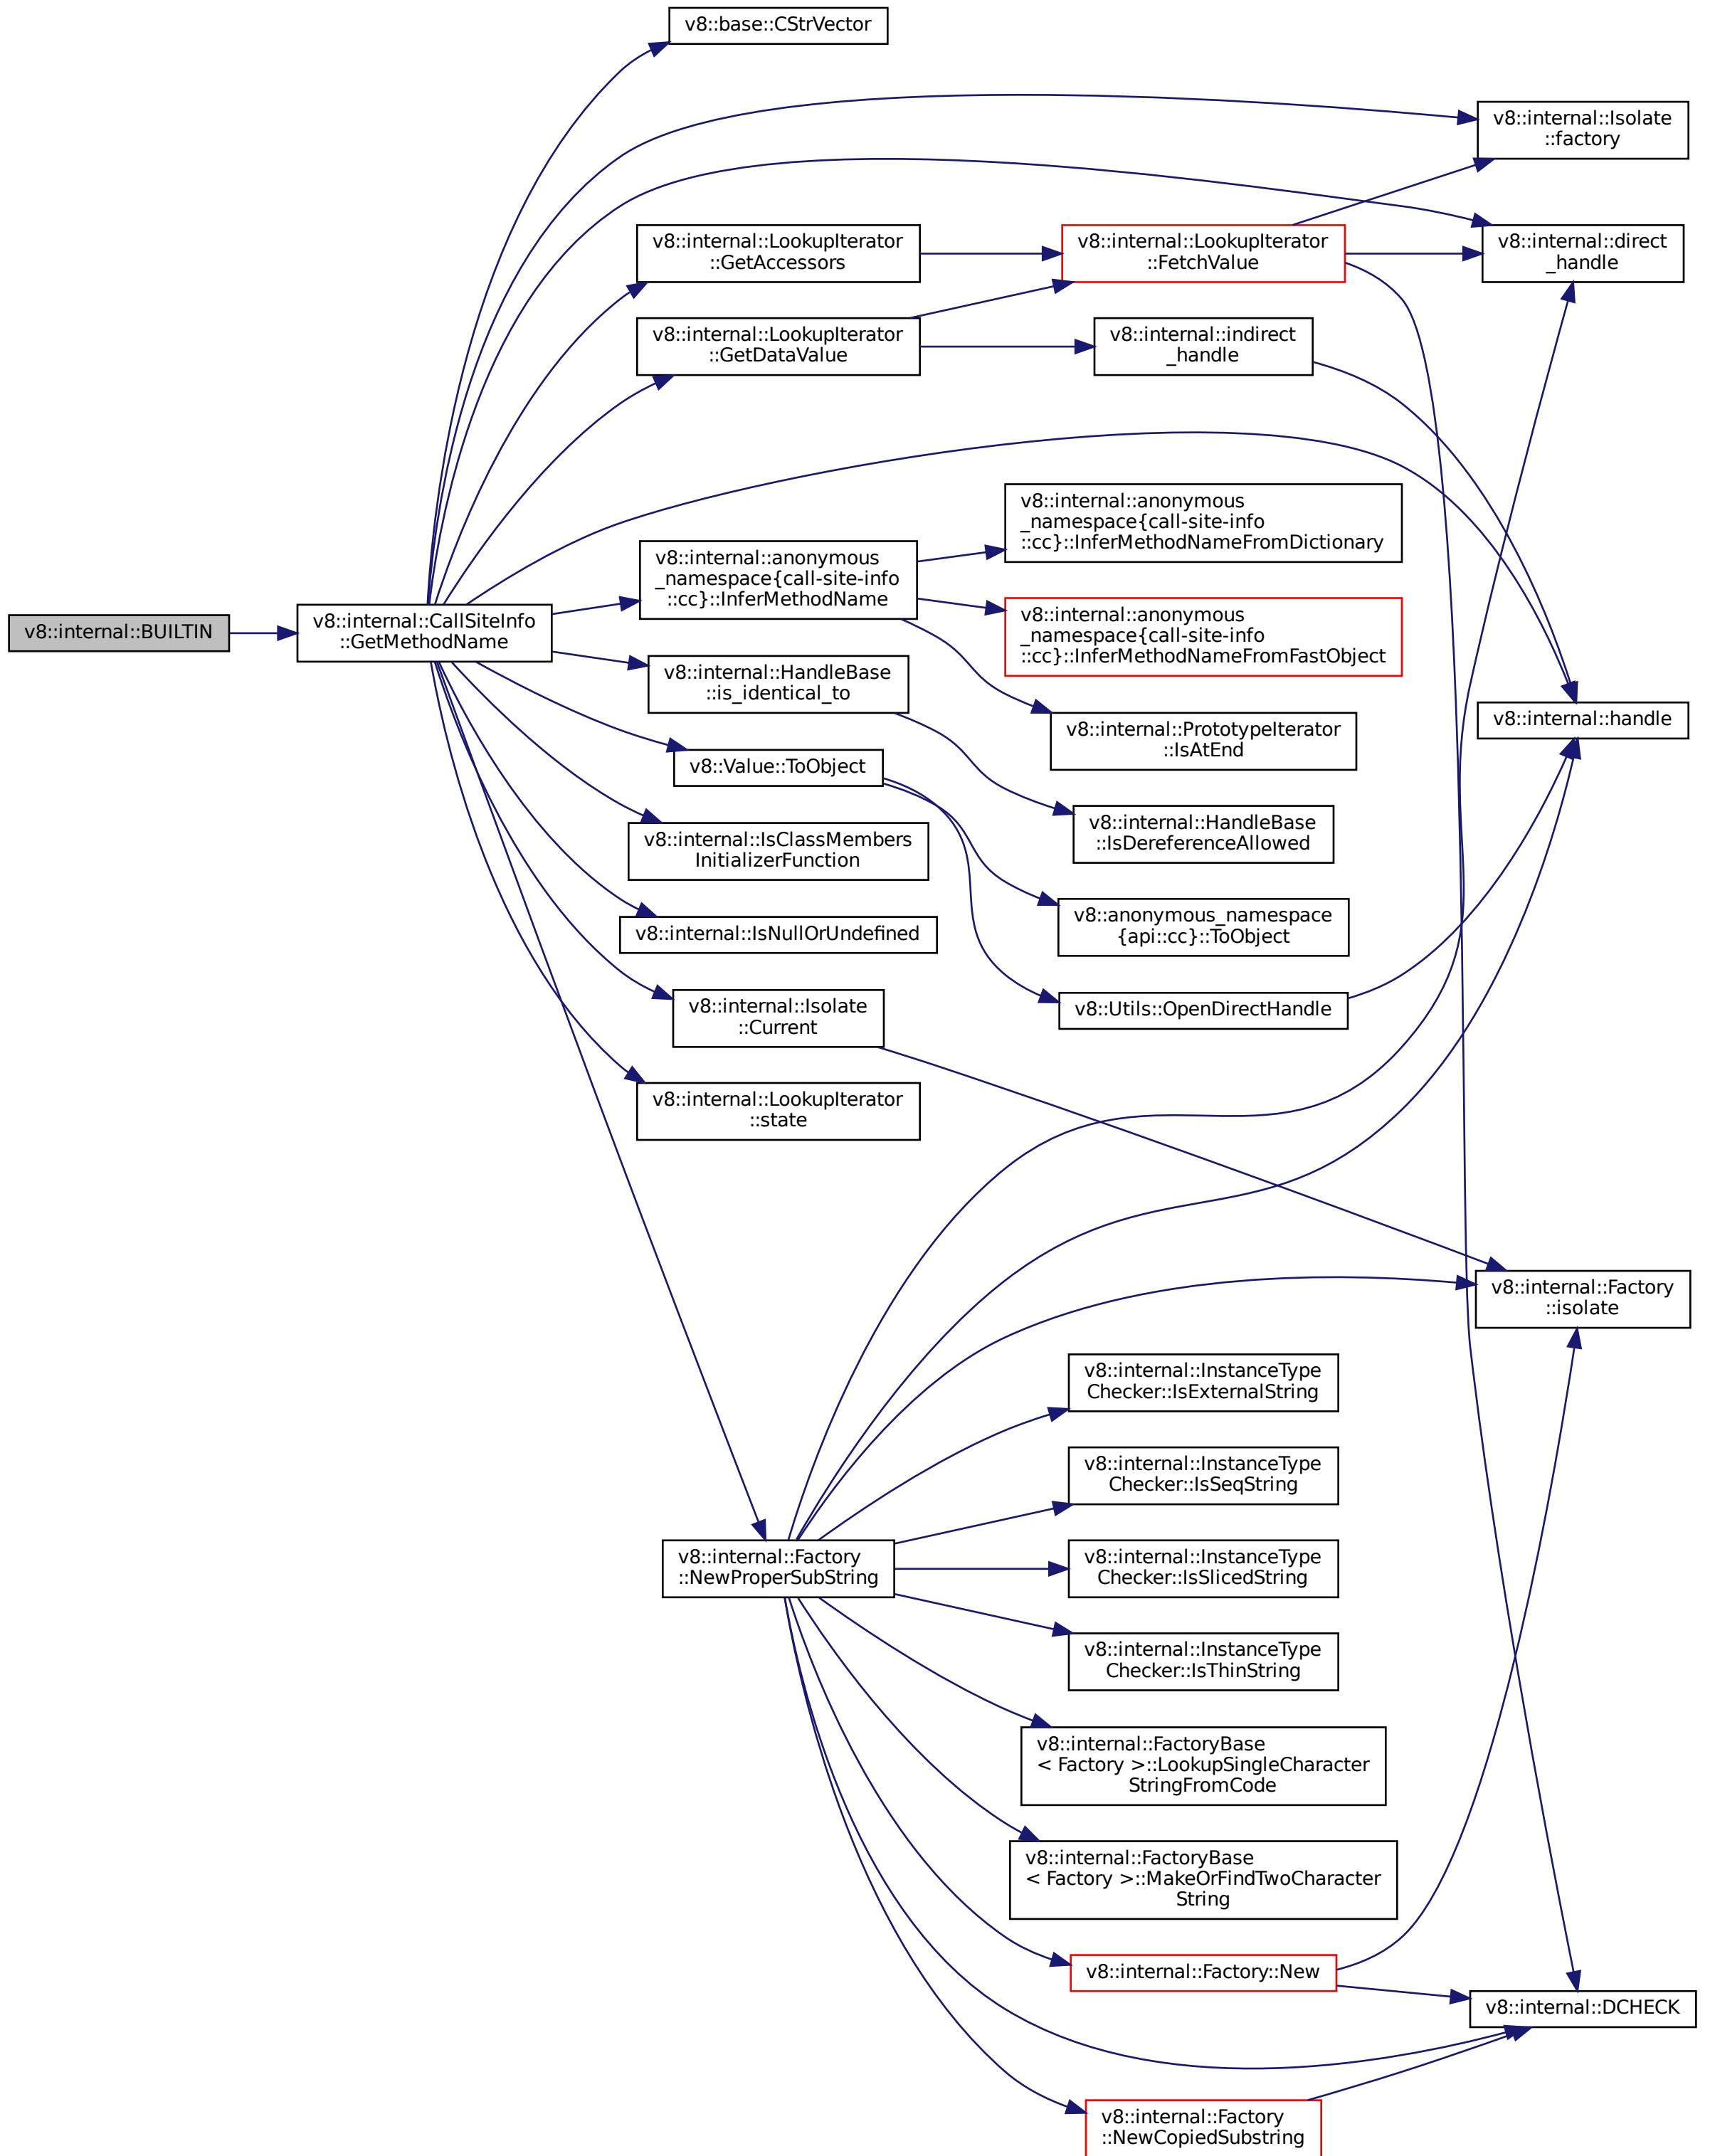 v8::base::CStrVector
v8::internal::Isolate
::factory
v8::internal::LookupIterator
::GetAccessors
v8::internal::LookupIterator
::FetchValue
v8::internal::direct
_handle
v8::internal::LookupIterator
::GetDataValue
v8::internal::indirect
_handle
v8::internal::anonymous
_namespace{call-site-info
::cc}::InferMethodNameFromDictionary
v8::internal::anonymous
_namespace{call-site-info
::cc}::InferMethodName
v8::internal::BUILTIN
v8::internal::CallSiteInfo
::GetMethodName
v8::internal::anonymous
_namespace{call-site-info
::cc}::InferMethodNameFromFastObject
v8::internal::HandleBase
::is_identical_to
v8::internal::PrototypeIterator
::IsAtEnd
v8::internal::handle
v8::Value::ToObject
v8::internal::HandleBase
::IsDereferenceAllowed
v8::internal::IsClassMembers
InitializerFunction
v8::anonymous_namespace
{api::cc}::ToObject
v8::internal::IsNullOrUndefined
v8::internal::Isolate
::Current
v8::Utils::OpenDirectHandle
v8::internal::LookupIterator
::state
v8::internal::Factory
::isolate
v8::internal::InstanceType
Checker::IsExternalString
v8::internal::InstanceType
Checker::IsSeqString
v8::internal::Factory
::NewProperSubString
v8::internal::InstanceType
Checker::IsSlicedString
v8::internal::InstanceType
Checker::IsThinString
v8::internal::FactoryBase
< Factory >::LookupSingleCharacter
StringFromCode
v8::internal::FactoryBase
< Factory >::MakeOrFindTwoCharacter
String
v8::internal::Factory::New
v8::internal::DCHECK
v8::internal::Factory
::NewCopiedSubstring